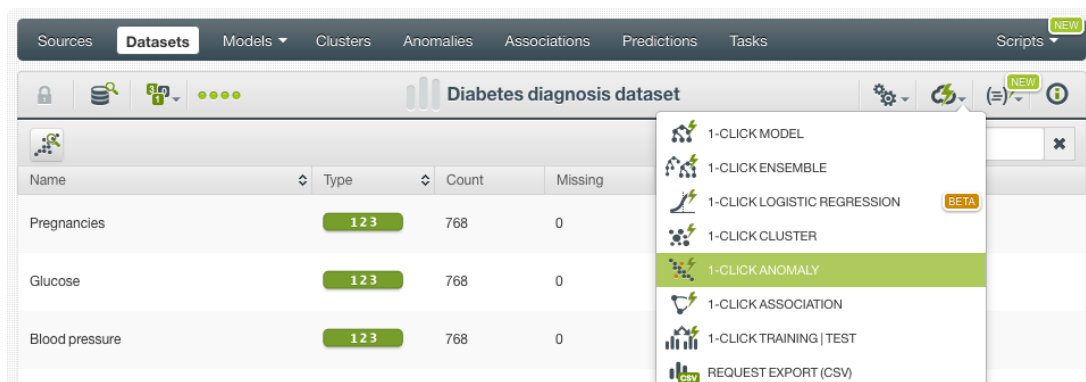 NEW
Sources Datasets Models Clusters Anomalies Associations Predictions Tasks Scripts
Diabetes diagnosis dataset NEW
1-CLICK MODEL
1-CLICK ENSEMBLE
1-CLICK LOGISTIC REGRESSION BETA
1-CLICK CLUSTER
1-CLICK ANOMALY
1-CLICK ASSOCIATION
1-CLICK TRAINING | TEST
CSV REQUEST EXPORT (CSV)
Name Type Count Missing
Pregnancies 123 768 0
Glucose 123 768 0
Blood pressure 123 768 0